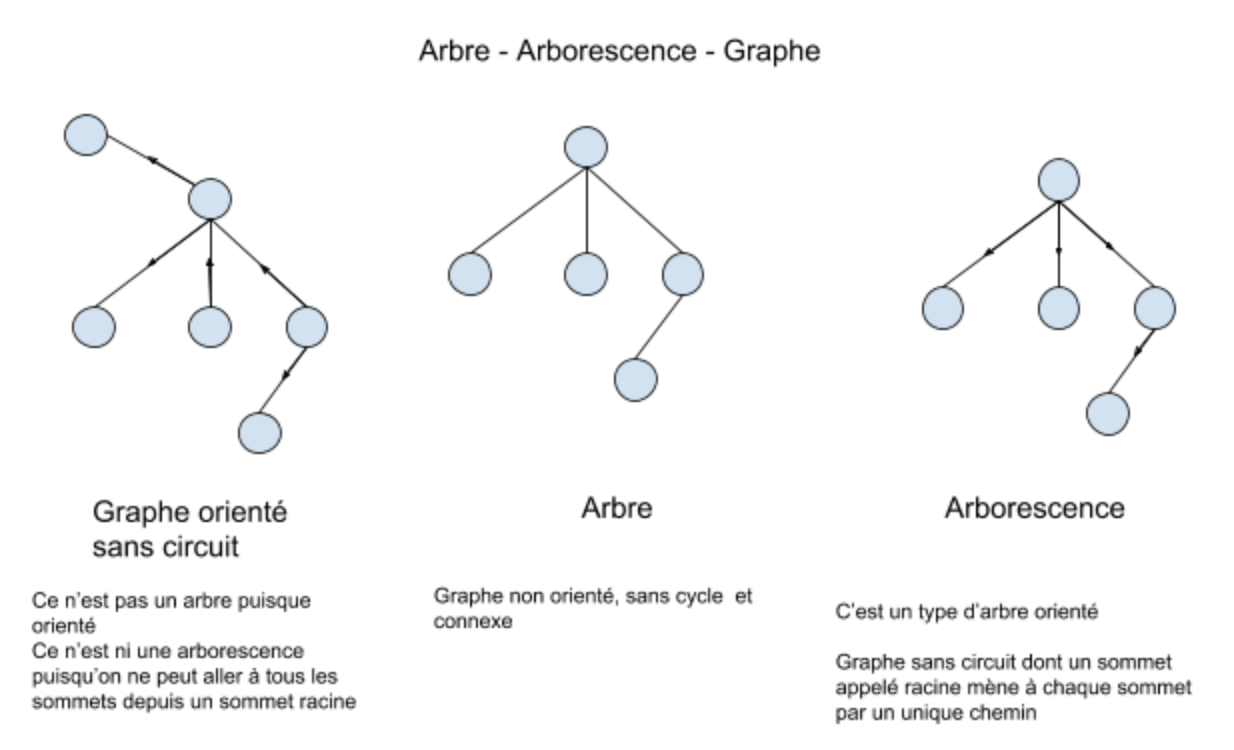 Arbre - Arborescence - Graphe
Graphe orienté
sans circuit
Ce n'est pas un arbre puisque
orienté
Ce n'est ni une arborescence
puisqu'on ne peut aller à tous les
sommets depuis un sommet racine
Arbre
Graphe non orienté, sans cycle et
connexe
Arborescence
C'est un type d'arbre orienté
Graphe sans circuit dont un sommet
appelé racine mène à chaque sommet
par un unique chemin